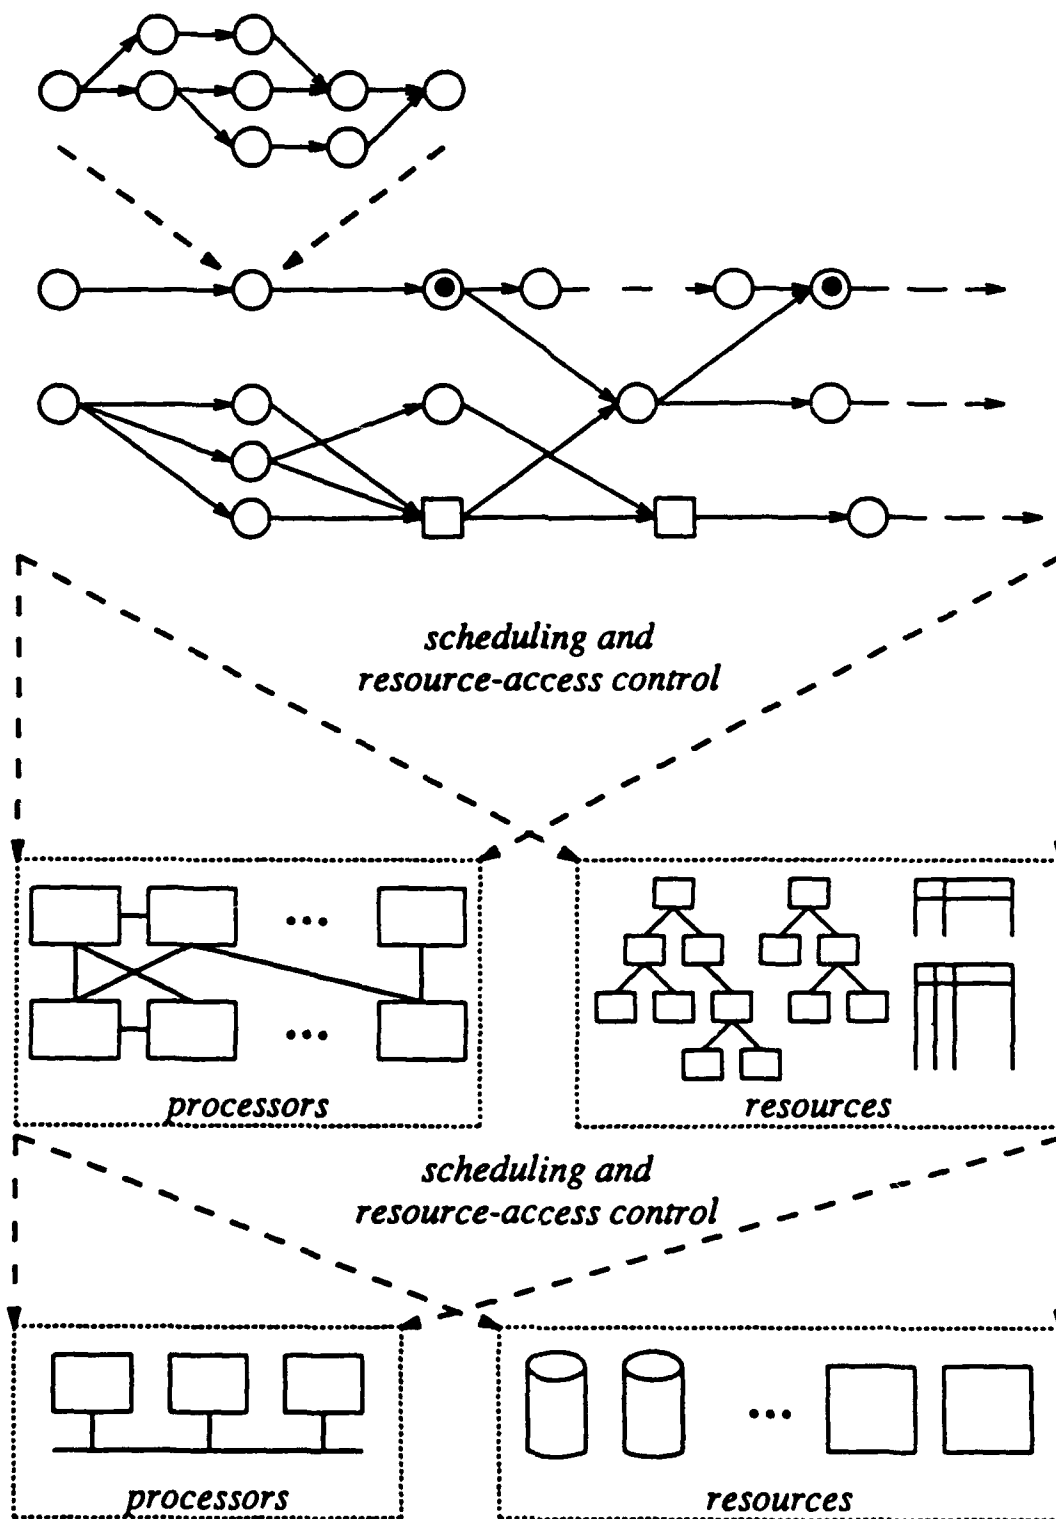 scheduling and
resource-access control
processors
resources
scheduling and
resource-access control
processors
resources